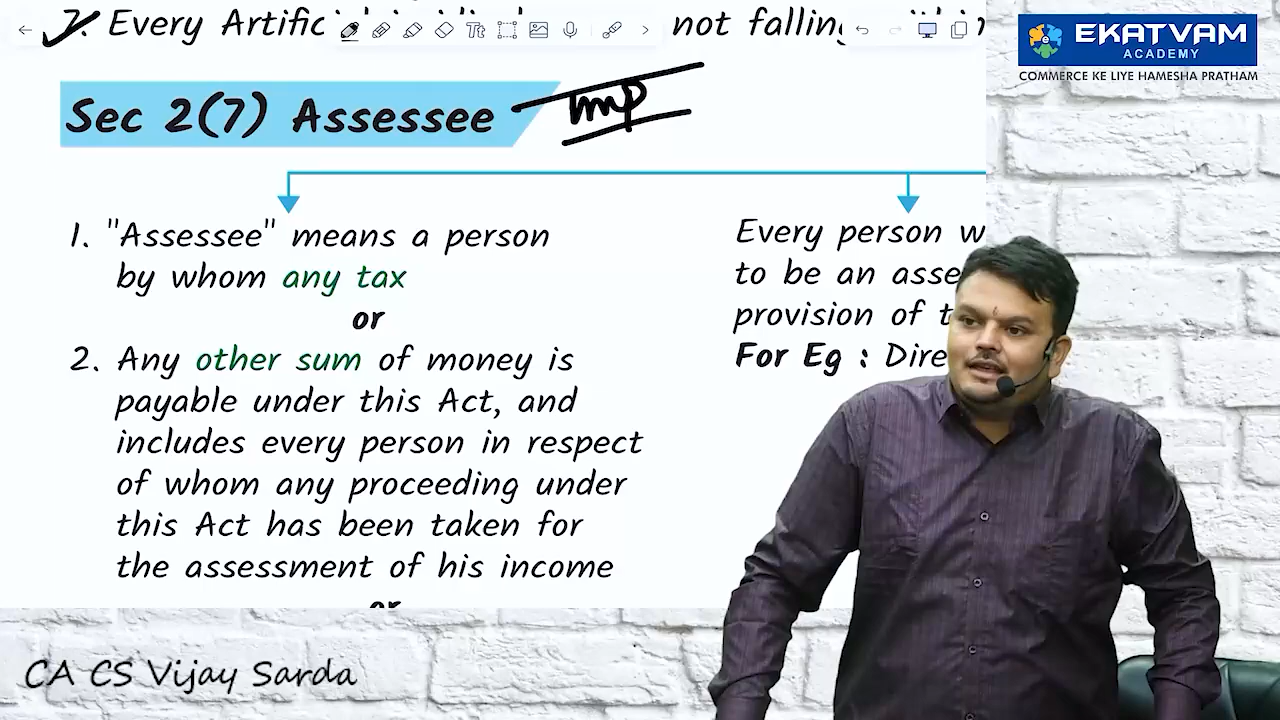 7. Every Artific
not falling
EKATVAM
ACADEMY
COMMERCE KE LIYE HAMESHA PRATHAM
Sec 2(7) Assessee
Imp
1. "Assessee" means a person
by whom any tax
or
2. Any other sum of money is
payable under this Act, and
includes every person in respect
of whom any proceeding under
this Act has been taken for
the assessment of his income
or
Every person w
to be an asse
provision of t
For Eg : Dire
CA CS Vijay Sarda